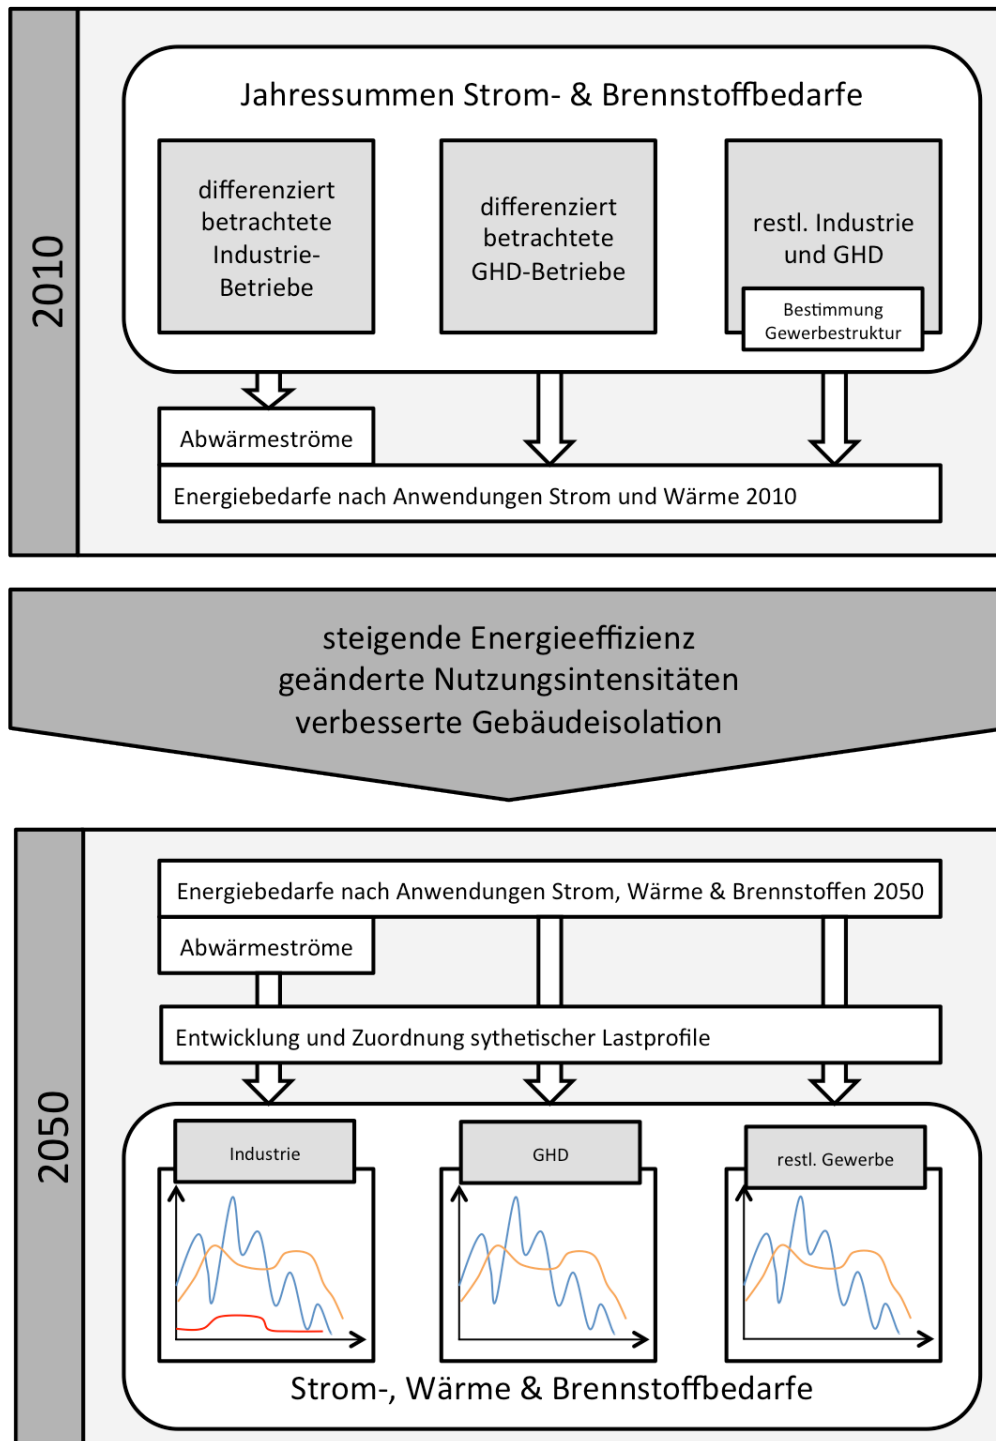 2010
Jahressummen Strom- & Brennstoffbedarfe
differenziert
betrachtete
Industrie-
Betriebe
differenziert
betrachtete
GHD-Betriebe
restl. Industrie
und GHD
Bestimmung
Gewerbestruktur
Abwärmeströme
Energiebedarfe nach Anwendungen Strom und Wärme 2010
steigende Energieeffizienz
geänderte Nutzungsintensitäten
verbesserte Gebäudeisolation
2050
Energiebedarfe nach Anwendungen Strom, Wärme & Brennstoffen 2050
Abwärmeströme
Entwicklung und Zuordnung sythetischer Lastprofile
Industrie
GHD
restl. Gewerbe
Strom-, Wärme & Brennstoffbedarfe